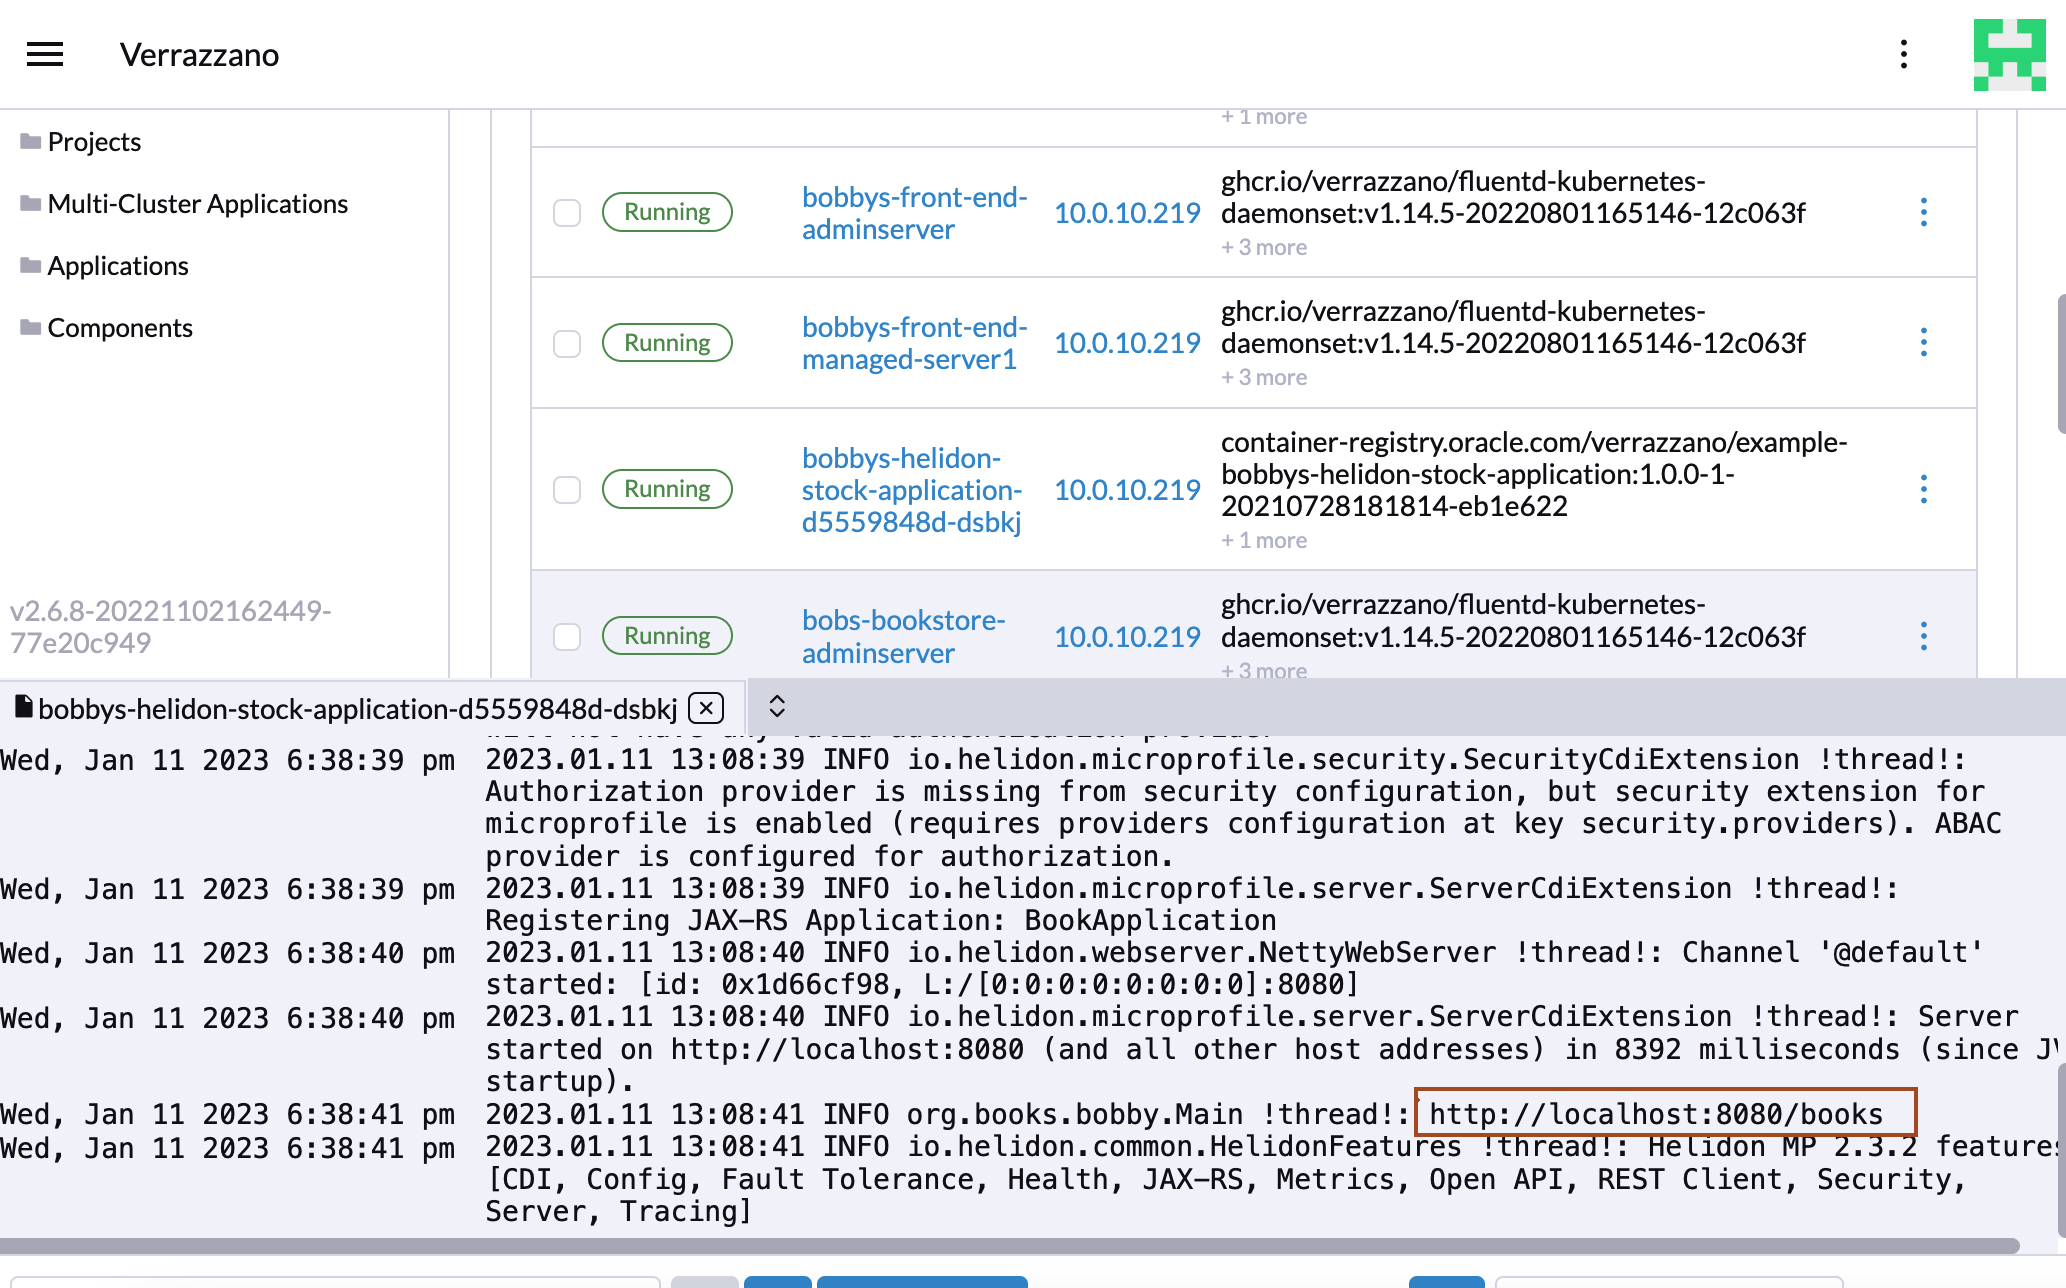 Verrazzano
Projects
Multi-Cluster Applications
Applications
Components
v2.6.8-20221102162449-
77e20c949
+ 1 more
Running
bobbys-front-end-
adminserver
10.0.10.219
ghcr.io/verrazzano/fluentd-kubernetes-
daemonset:v1.14.5-20220801165146-12c063f
+ 3 more
Running
bobbys-front-end-
managed-server1
10.0.10.219
ghcr.io/verrazzano/fluentd-kubernetes-
daemonset:v1.14.5-20220801165146-12c063f
+ 3 more
Running
bobbys-helidon-
stock-application-
d5559848d-dsbkj
10.0.10.219
container-registry.oracle.com/verrazzano/example-
bobbys-helidon-stock-application:1.0.0-1-
20210728181814-eb1e622
+ 1 more
Running
bobs-bookstore-
adminserver
10.0.10.219
ghcr.io/verrazzano/fluentd-kubernetes-
daemonset:v1.14.5-20220801165146-12c063f
+ 3 more
bobbys-helidon-stock-application-d5559848d-dsbkj
will not have any valid authentication provider
Wed, Jan 11 2023 6:38:39 pm 2023.01.11 13:08:39 INFO io.helidon.microprofile.security.SecurityCdiExtension !thread!:
Authorization provider is missing from security configuration, but security extension for
microprofile is enabled (requires providers configuration at key security.providers). ABAC
provider is configured for authorization.
Wed, Jan 11 2023 6:38:39 pm 2023.01.11 13:08:39 INFO io.helidon.microprofile.server.ServerCdiExtension !thread!:
Registering JAX-RS Application: BookApplication
Wed, Jan 11 2023 6:38:40 pm 2023.01.11 13:08:40 INFO io.helidon.webserver.NettyWebServer !thread!: Channel '@default'
started: [id: 0x1d66cf98, L:/[0:0:0:0:0:0:0:0]:8080]
Wed, Jan 11 2023 6:38:40 pm 2023.01.11 13:08:40 INFO io.helidon.microprofile.server.ServerCdiExtension !thread!: Server
started on http://localhost:8080 (and all other host addresses) in 8392 milliseconds (since
startup).
Wed, Jan 11 2023 6:38:41 pm 2023.01.11 13:08:41 INFO org.books.bobby.Main !thread!: http://localhost:8080/books
Wed, Jan 11 2023 6:38:41 pm 2023.01.11 13:08:41 INFO io.helidon.common.HelidonFeatures !thread!: Helidon MP 2.3.2 features
[CDI, Config, Fault Tolerance, Health, JAX-RS, Metrics, Open API, REST Client, Security,
Server, Tracing]